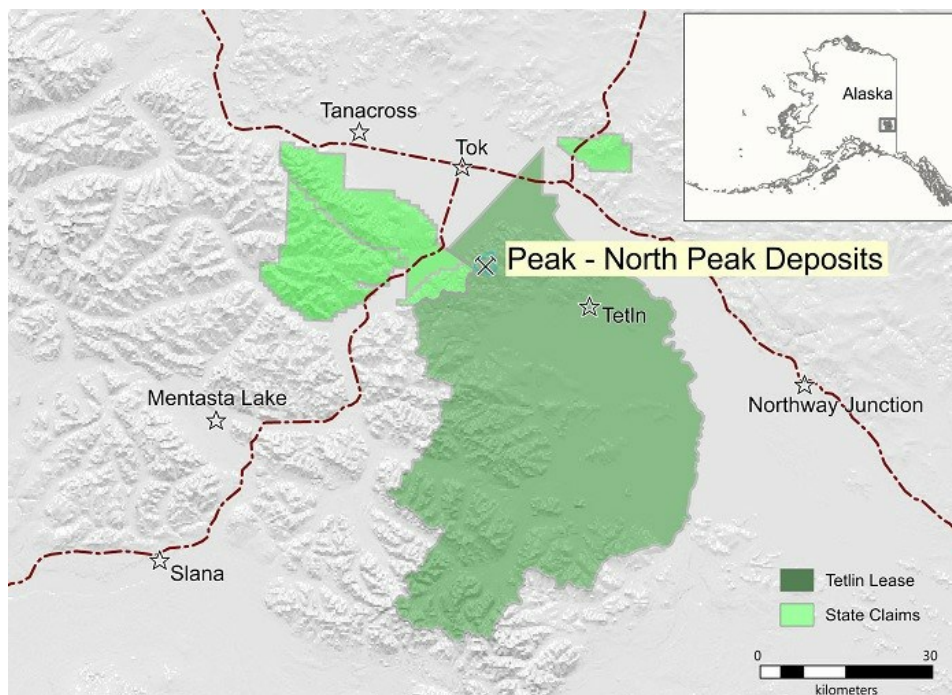 Alaska
Tanacross
Tok
Peak - North Peak Deposits
Tetln
Mentasta Lake
Northway Junction
Slana
Tetlin Lease
State Claims
0 30
kilometers